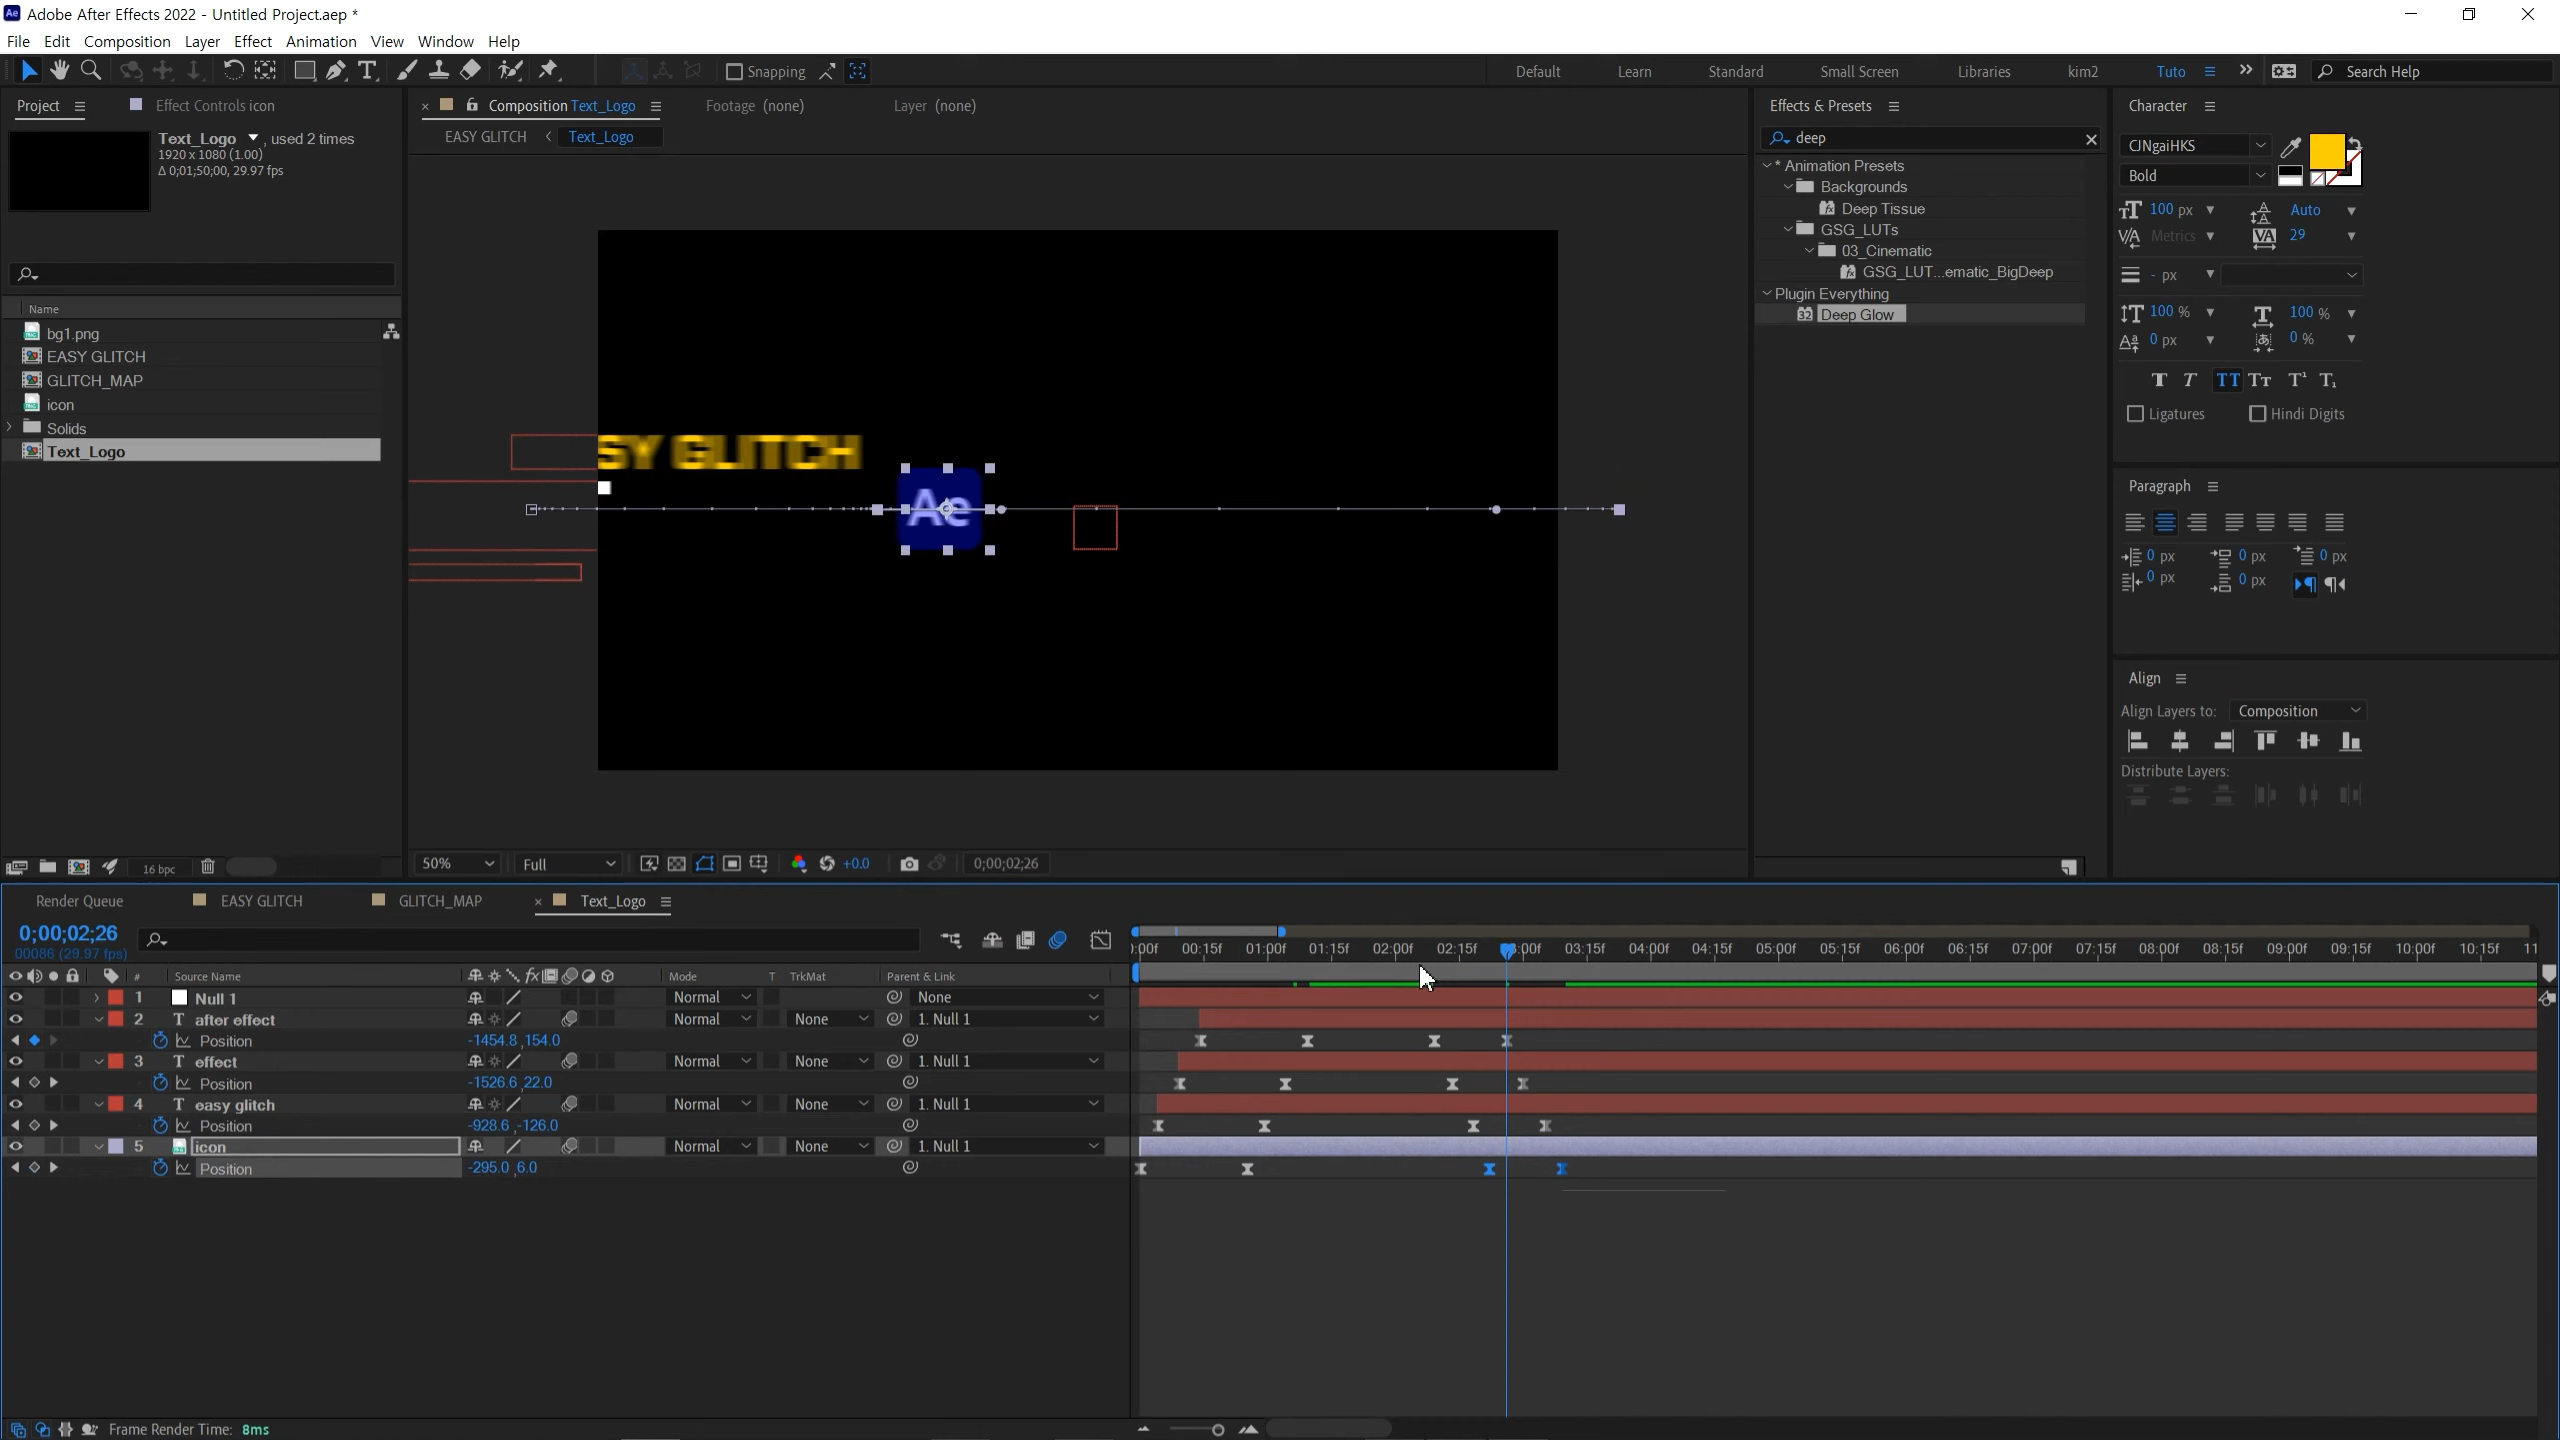 Adobe After Effects 2022 - Untitled Project.aep *
File Edit Composition Layer Effect Animation View Window Help
Snapping Default Learn Standard Small Screen Libraries kim2 Tuto Search Help
Project Effect Controls icon
Text_Logo , used 2 times
1920 x 1080 (1.00)
Δ 0;01;50;00, 29.97 fps
Name
bg1.png
EASY GLITCH
GLITCH_MAP
icon
Solids
Text_Logo
16 bpc
Composition Text_Logo Footage (none) Layer (none)
EASY GLITCH Text_Logo
SY GLITCH
Ae
50% Full +0.0 0;00;02;26
Effects & Presets
deep
* Animation Presets
Backgrounds
Deep Tissue
GSG_LUTs
03_Cinematic
GSG_LUT...ematic_BigDeep
Plugin Everything
32 Deep Glow
Character
CJNgaiHKS
Bold
100 px Auto
Metrics 29
- px
100 % 100 %
0 px 0 %
Ligatures Hindi Digits
Paragraph
0 px 0 px 0 px
0 px 0 px
Align
Align Layers to: Composition
Distribute Layers:
Render Queue EASY GLITCH GLITCH_MAP Text_Logo
0;00;02;26
00086 (29.97 fps)
:00f 00:15f 01:00f 01:15f 02:00f 02:15f 3:00f 03:15f 04:00f 04:15f 05:00f 05:15f 06:00f 06:15f 07:00f 07:15f 08:00f 08:15f 09:00f 09:15f 10:00f 10:15f 11
# Source Name fx Mode T TrkMat Parent & Link
1 Null 1 Normal None
2 T after effect Normal None 1. Null 1
Position -1454.8 ,154.0
3 T effect Normal None 1. Null 1
Position -1526.6 ,22.0
4 T easy glitch Normal None 1. Null 1
Position -928.6 ,-126.0
5 icon Normal None 1. Null 1
Position -295.0 ,6.0
Frame Render Time: 8ms